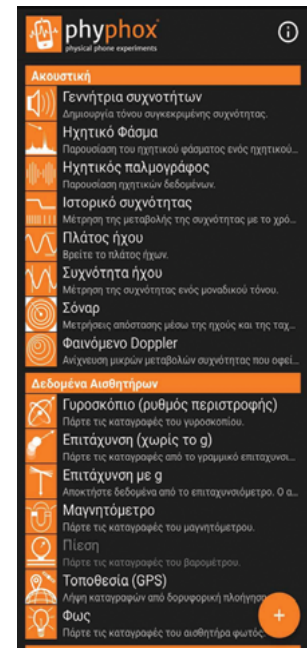 phyphox
physical phone experiments
Ακουστική
Γεννήτρια συχνοτήτων
Δημιουργία τόνου συγκεκριμένης συχνότητας.
Ηχητικό Φάσμα
Παρουσίαση του ηχητικού φάσματος ενός ηχητικού...
Ηχητικός παλμογράφος
Παρουσίαση ηχητικών δεδομένων.
Ιστορικό συχνότητας
Μέτρηση της μεταβολής της συχνότητας με το χρό...
Πλάτος ήχου
Βρείτε το πλάτος ήχων.
Συχνότητα ήχου
Μέτρηση της συχνότητας ενός μοναδικού τόνου.
Σόναρ
Μετρήσεις απόστασης μέσω της ηχούς και της ταχ...
Φαινόμενο Doppler
Ανίχνευση μικρών μεταβολών συχνότητας που οφεί...
Δεδομένα Αισθητήρων
Γυροσκόπιο (ρυθμός περιστροφής)
Πάρτε τις καταγραφές του γυροσκοπίου.
Επιτάχυνση (χωρίς το g)
Πάρτε τις καταγραφές από το γραμμικό επιταχυνσι...
Επιτάχυνση με g
Αποκτήστε δεδομένα από το επιταχυνσιόμετρο. Ο α...
Μαγνητόμετρο
Πάρτε τις καταγραφές του μαγνητόμετρου.
Πίεση
Πάρτε τις καταγραφές του βαρομέτρου.
Τοποθεσία (GPS)
Λήψη καταγραφών από δορυφορική πλοήγηση
Φως
Πάρτε τις καταγραφές του αισθητήρα φωτός.